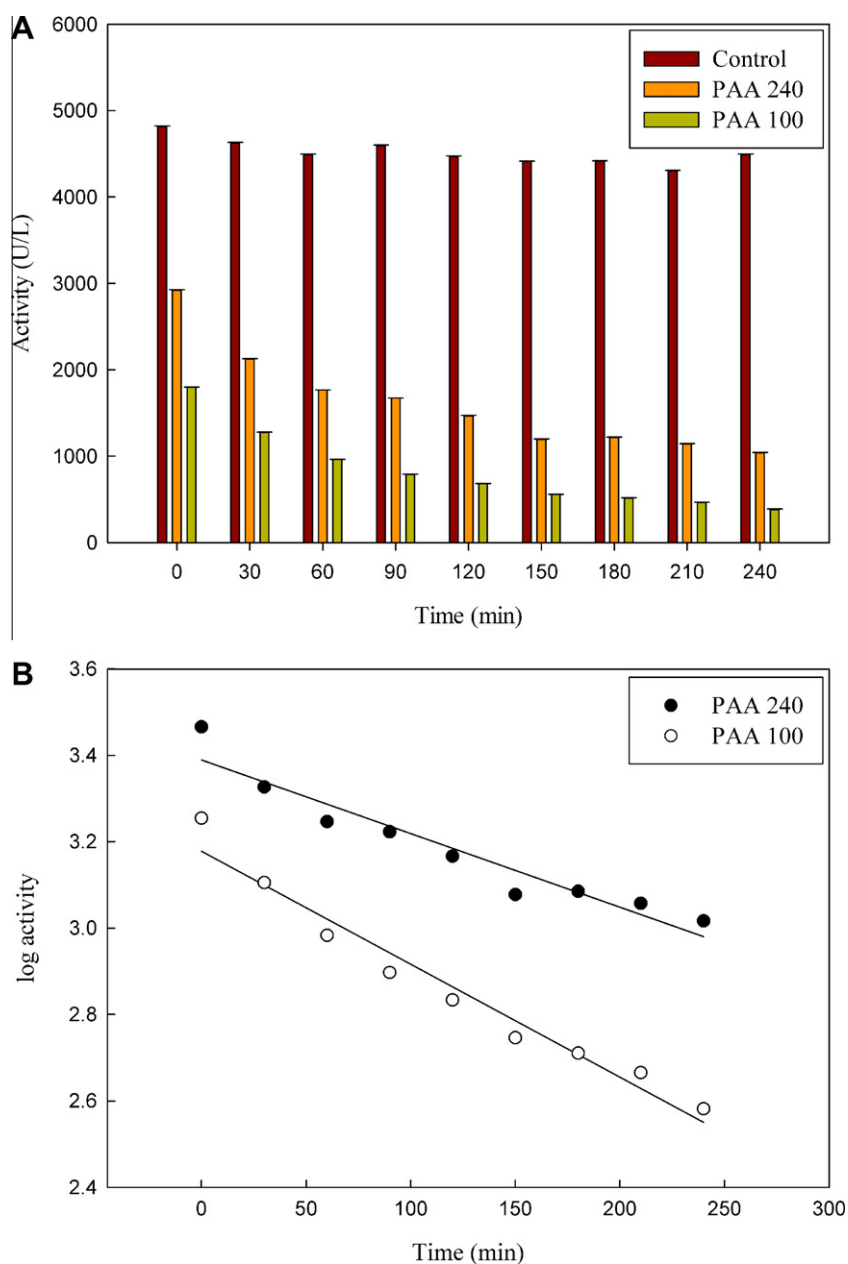 A
6000
5000
4000
3000
2000
1000
0
Activity (U/L)
Control
PAA 240
PAA 100
0 30 60 90 120 150 180 210 240
Time (min)
B
3.6
3.4
3.2
3.0
2.8
2.6
2.4
log activity
PAA 240
PAA 100
0 50 100 150 200 250 300
Time (min)